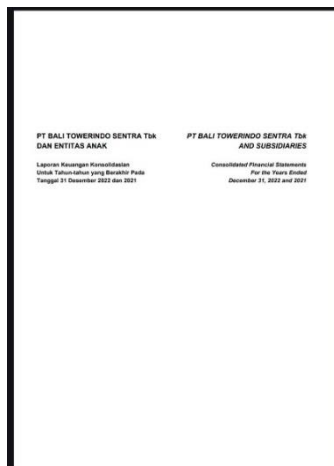 PT BALI TOWERINDO SENTRA Tbk
DAN ENTITAS ANAK
Laporan Keuangan Konsolidasian
Untuk Tahun-tahun yang Berakhir Pada
Tanggal 31 Desember 2022 dan 2021
PT BALI TOWERINDO SENTRA Tbk
AND SUBSIDIARIES
Consolidated Financial Statements
For the Years Ended
December 31, 2022 and 2021